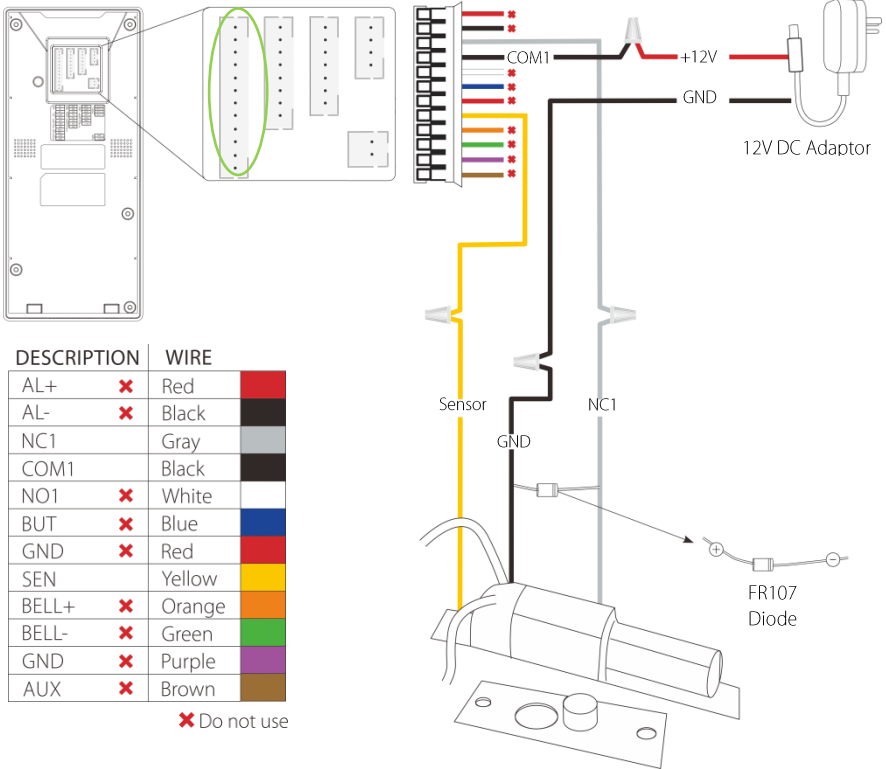 COM1
+12V
GND
12V DC Adaptor
Sensor
NC1
GND
FR107
Diode
DESCRIPTION WIRE
AL+ Red
AL- Black
NC1 Gray
COM1 Black
NO1 White
BUT Blue
GND Red
SEN Yellow
BELL+ Orange
BELL- Green
GND Purple
AUX Brown
Do not use